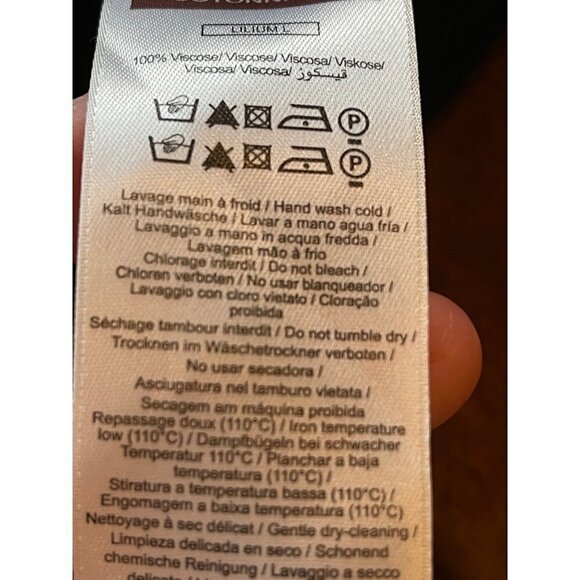 LILIUM L
100% Viscose/ Viscose/ Viscosa/ Viskose/
Viscosa/ Viscosa/ ڤيسكوز
P
P
Lavage main à froid / Hand wash cold /
Kalt Handwäsche / Lavar a mano agua fría /
Lavaggio a mano in acqua fredda /
Lavagem mão à frio
Chlorage interdit / Do not bleach /
Chloren verboten / No usar blanqueador /
Lavaggio con cloro vietato / Cloração
proibida
Séchage tambour interdit / Do not tumble dry /
Trocknen im Wäschetrockner verboten /
No usar secadora /
Asciugatura nel tamburo vietata /
Secagem am máquina proibida
Repassage doux (110°C) / Iron temperature
low (110°C) / Dampfbügeln bei schwacher
Temperatur 110°C / Planchar a baja
temperatura (110°C) /
Stiratura a temperatura bassa (110°C) /
Engomagem a baixa temperatura (110°C)
Nettoyage à sec délicat / Gentle dry-cleaning /
Limpieza delicada en seco / Schonend
chemische Reinigung / Lavaggio a secco